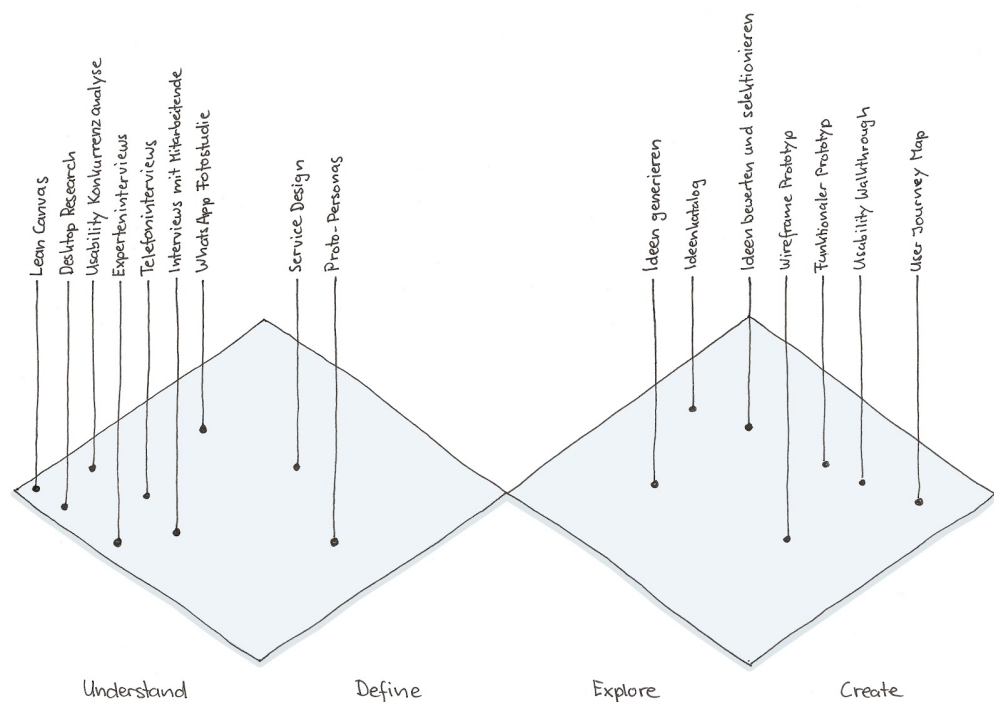 Lean Canvas
Desktop Research
Usability Konkurrenzanalyse
Experteninterviews
Telefoninterviews
Interviews mit Mitarbeitende
WhatsApp Fotostudie
Service Design
Proto-Personas
Ideen generieren
Ideenkatalog
Ideen bewerten und selektionieren
Wireframe Prototyp
Funktionaler Prototyp
Usability Walkthrough
User Journey Map
Understand
Define
Explore
Create